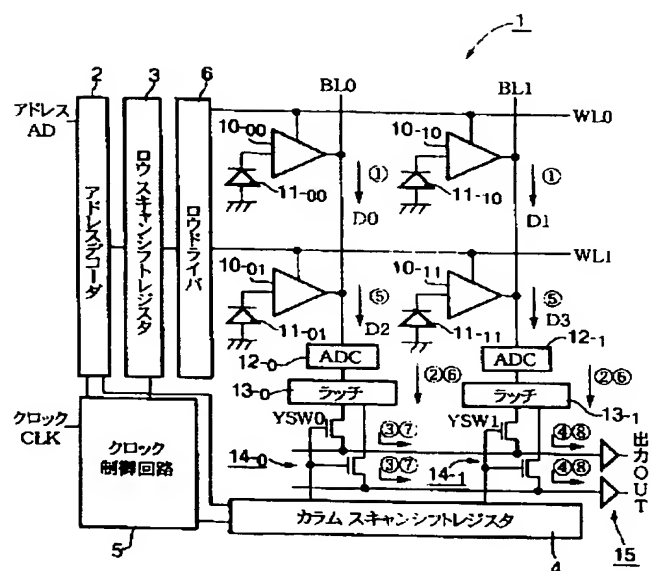 1
2 3 6 BL0 BL1
アドレス
AD
WL0
10-00 10-10
11-00 11-10
① ①
D0 D1
アドレスデコーダ
ロウ スキャンシフトレジスタ
ロウドライバ
WL1
10-01 10-11
11-01 11-11
⑤ ⑤
D2 D3
12-0 ADC ADC 12-1
13-0 ラッチ ②⑥ ラッチ ②⑥
13-1
クロック
CLK
YSW0 YSW1
③⑦ ④⑧
クロック
制御回路
14-0 ③⑦ 14-1 ④⑧
出力OUT
カラム スキャンシフトレジスタ
5 4 15